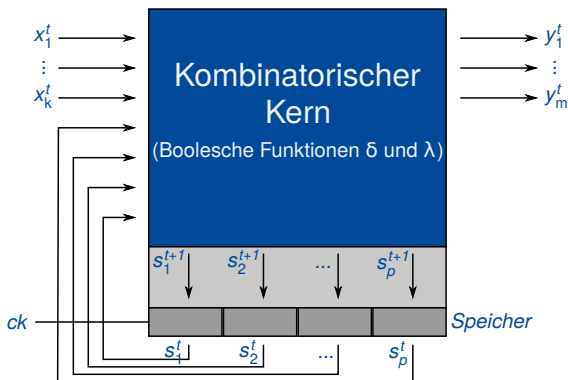 x₁ᵗ y₁ᵗ
⋮ ⋮
xₖᵗ yₘᵗ
Kombinatorischer
Kern
(Boolesche Funktionen δ und λ)
s₁ᵗ⁺¹ s₂ᵗ⁺¹ ... sₚᵗ⁺¹
ck Speicher
s₁ᵗ s₂ᵗ ... sₚᵗ